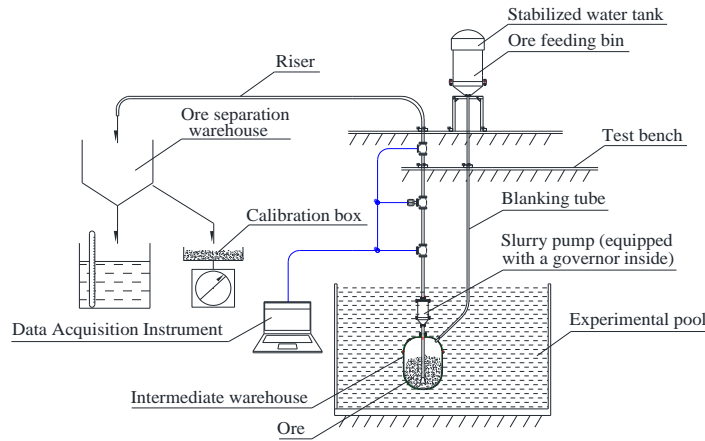 Stabilized water tank
Ore feeding bin
Riser
Ore separation
warehouse
Test bench
Blanking tube
Calibration box
Slurry pump (equipped
with a governor inside)
Data Acquisition Instrument
Experimental pool
Intermediate warehouse
Ore